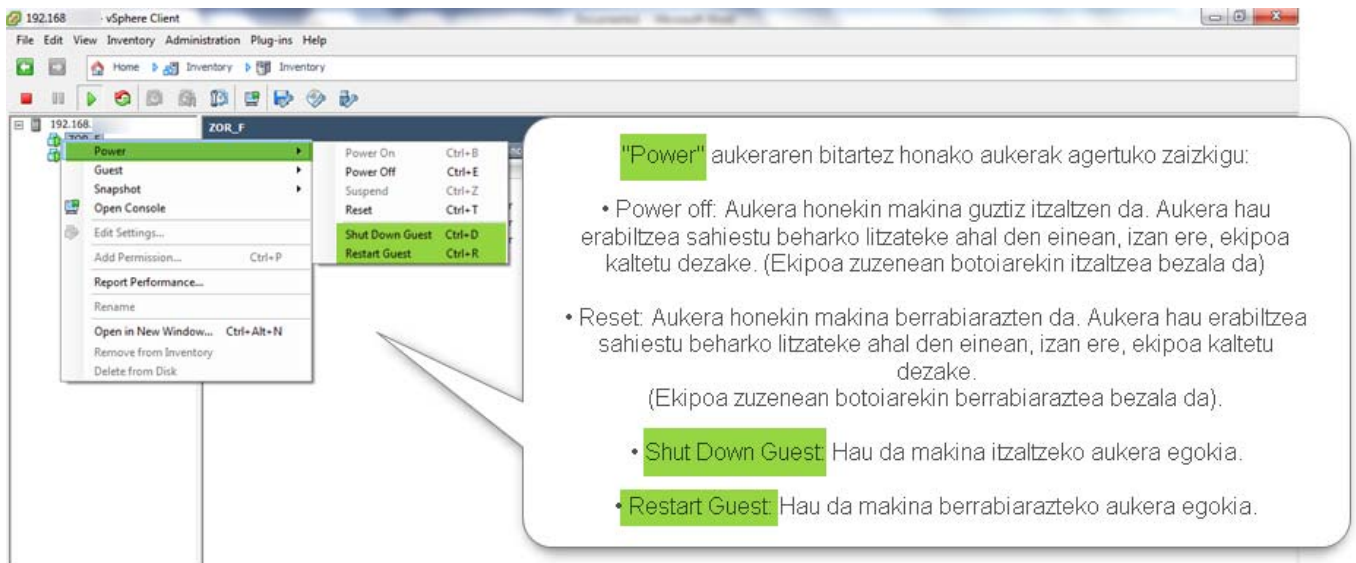 192.168 - vSphere Client
File Edit View Inventory Administration Plug-ins Help
Home Inventory Inventory
192.168.
ZOR_F
ZOR_F
Power
Guest
Snapshot
Open Console
Edit Settings...
Add Permission... Ctrl+P
Report Performance...
Rename
Open in New Window... Ctrl+Alt+N
Remove from Inventory
Delete from Disk
Power On Ctrl+B
Power Off Ctrl+E
Suspend Ctrl+Z
Reset Ctrl+T
Shut Down Guest Ctrl+D
Restart Guest Ctrl+R
"Power" aukeraren bitartez honako aukerak agertuko zaizkigu:
• Power off: Aukera honekin makina guztiz itzaltzen da. Aukera hau
erabiltzea sahiestu beharko litzateke ahal den einean, izan ere, ekipoa
kaltetu dezake. (Ekipoa zuzenean botoiarekin itzaltzea bezala da)
• Reset: Aukera honekin makina berrabiarazten da. Aukera hau erabiltzea
sahiestu beharko litzateke ahal den einean, izan ere, ekipoa kaltetu
dezake.
(Ekipoa zuzenean botoiarekin berrabiaraztea bezala da).
• Shut Down Guest: Hau da makina itzaltzeko aukera egokia.
• Restart Guest: Hau da makina berrabiarazteko aukera egokia.